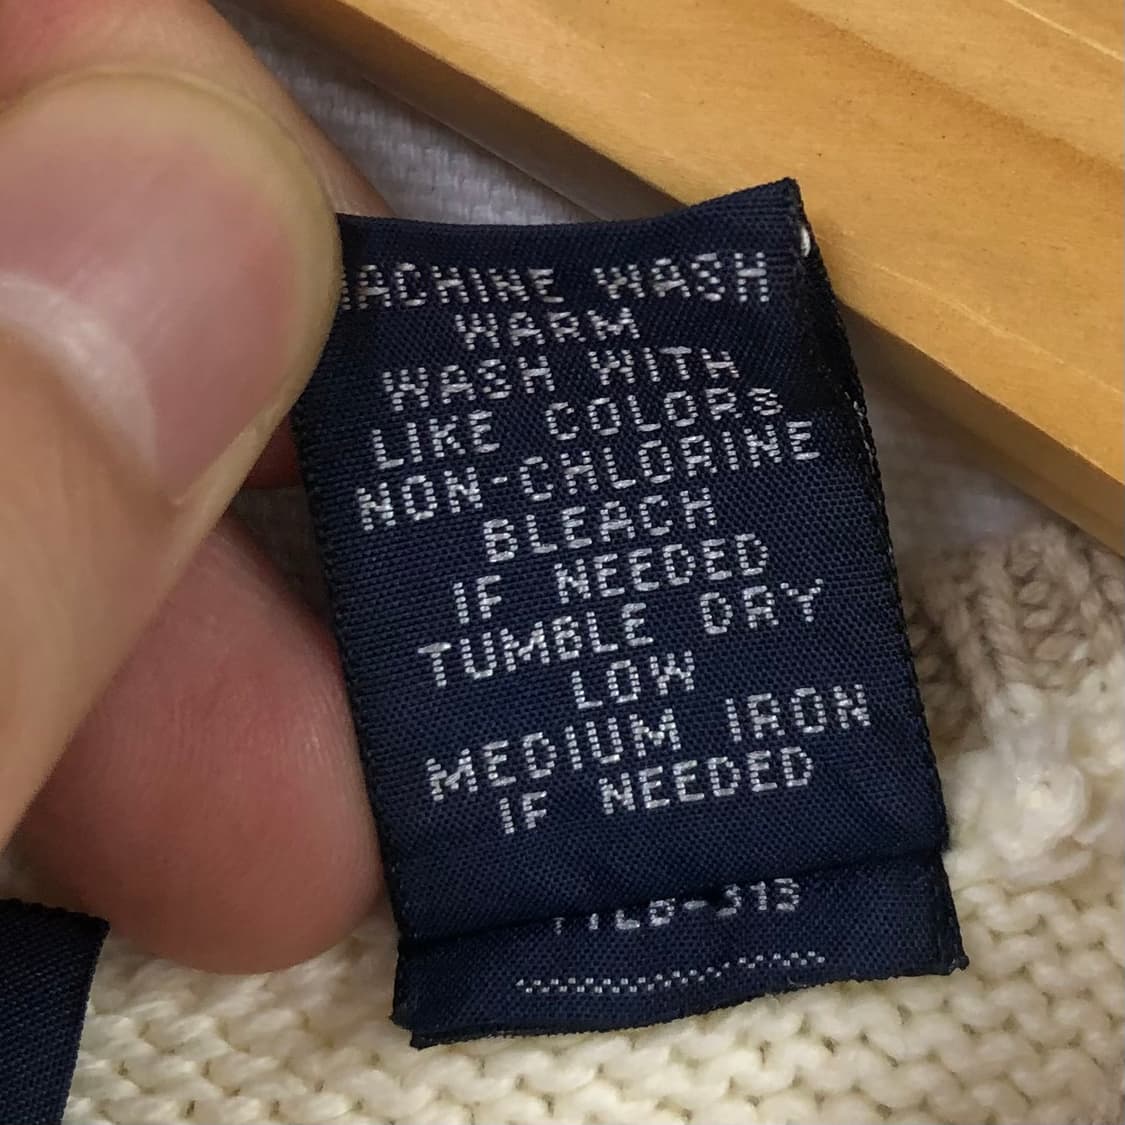 MACHINE WASH
WARM
WASH WITH
LIKE COLORS
NON-CHLORINE
BLEACH
IF NEEDED
TUMBLE DRY
LOW
MEDIUM IRON
IF NEEDED